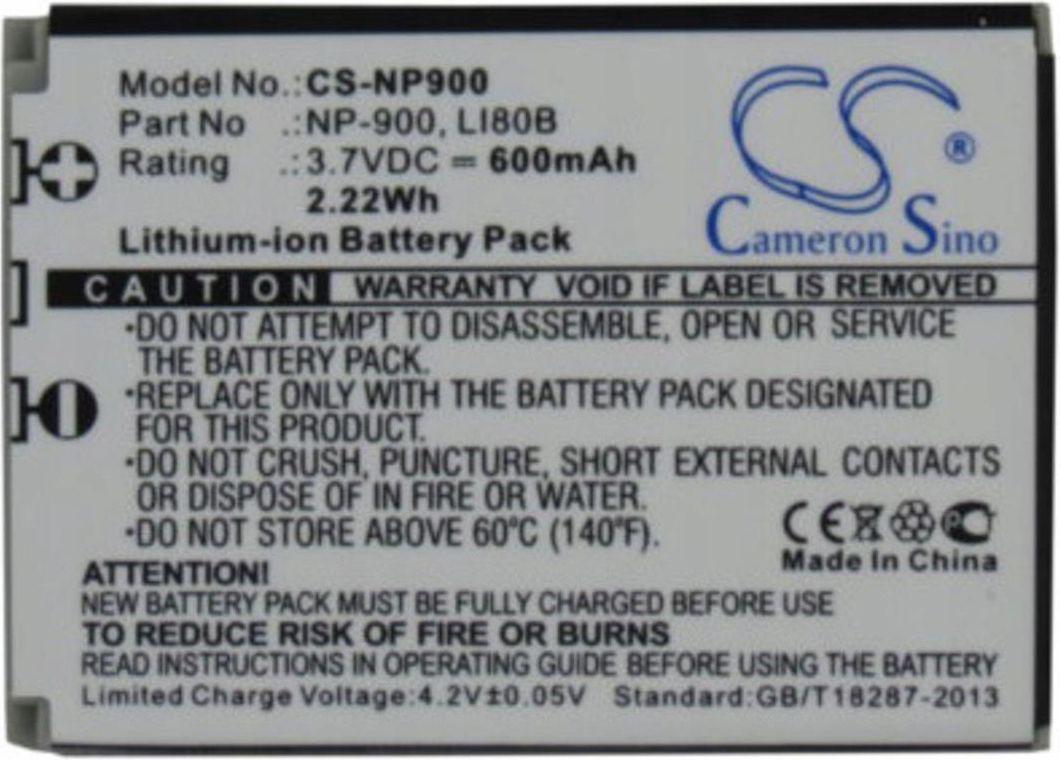 Model No.:CS-NP900
Part No .:NP-900, LI80B
Rating .:3.7VDC = 600mAh
2.22Wh
Lithium-ion Battery Pack
CS ®
Cameron Sino
CAUTION WARRANTY VOID IF LABEL IS REMOVED
•DO NOT ATTEMPT TO DISASSEMBLE, OPEN OR SERVICE
THE BATTERY PACK.
•REPLACE ONLY WITH THE BATTERY PACK DESIGNATED
FOR THIS PRODUCT.
•DO NOT CRUSH, PUNCTURE, SHORT EXTERNAL CONTACTS
OR DISPOSE OF IN FIRE OR WATER.
•DO NOT STORE ABOVE 60°C (140°F).
CE
Made In China
ATTENTION!
NEW BATTERY PACK MUST BE FULLY CHARGED BEFORE USE
TO REDUCE RISK OF FIRE OR BURNS
READ INSTRUCTIONS IN OPERATING GUIDE BEFORE USING THE BATTERY
Limited Charge Voltage:4.2V±0.05V Standard:GB/T18287-2013